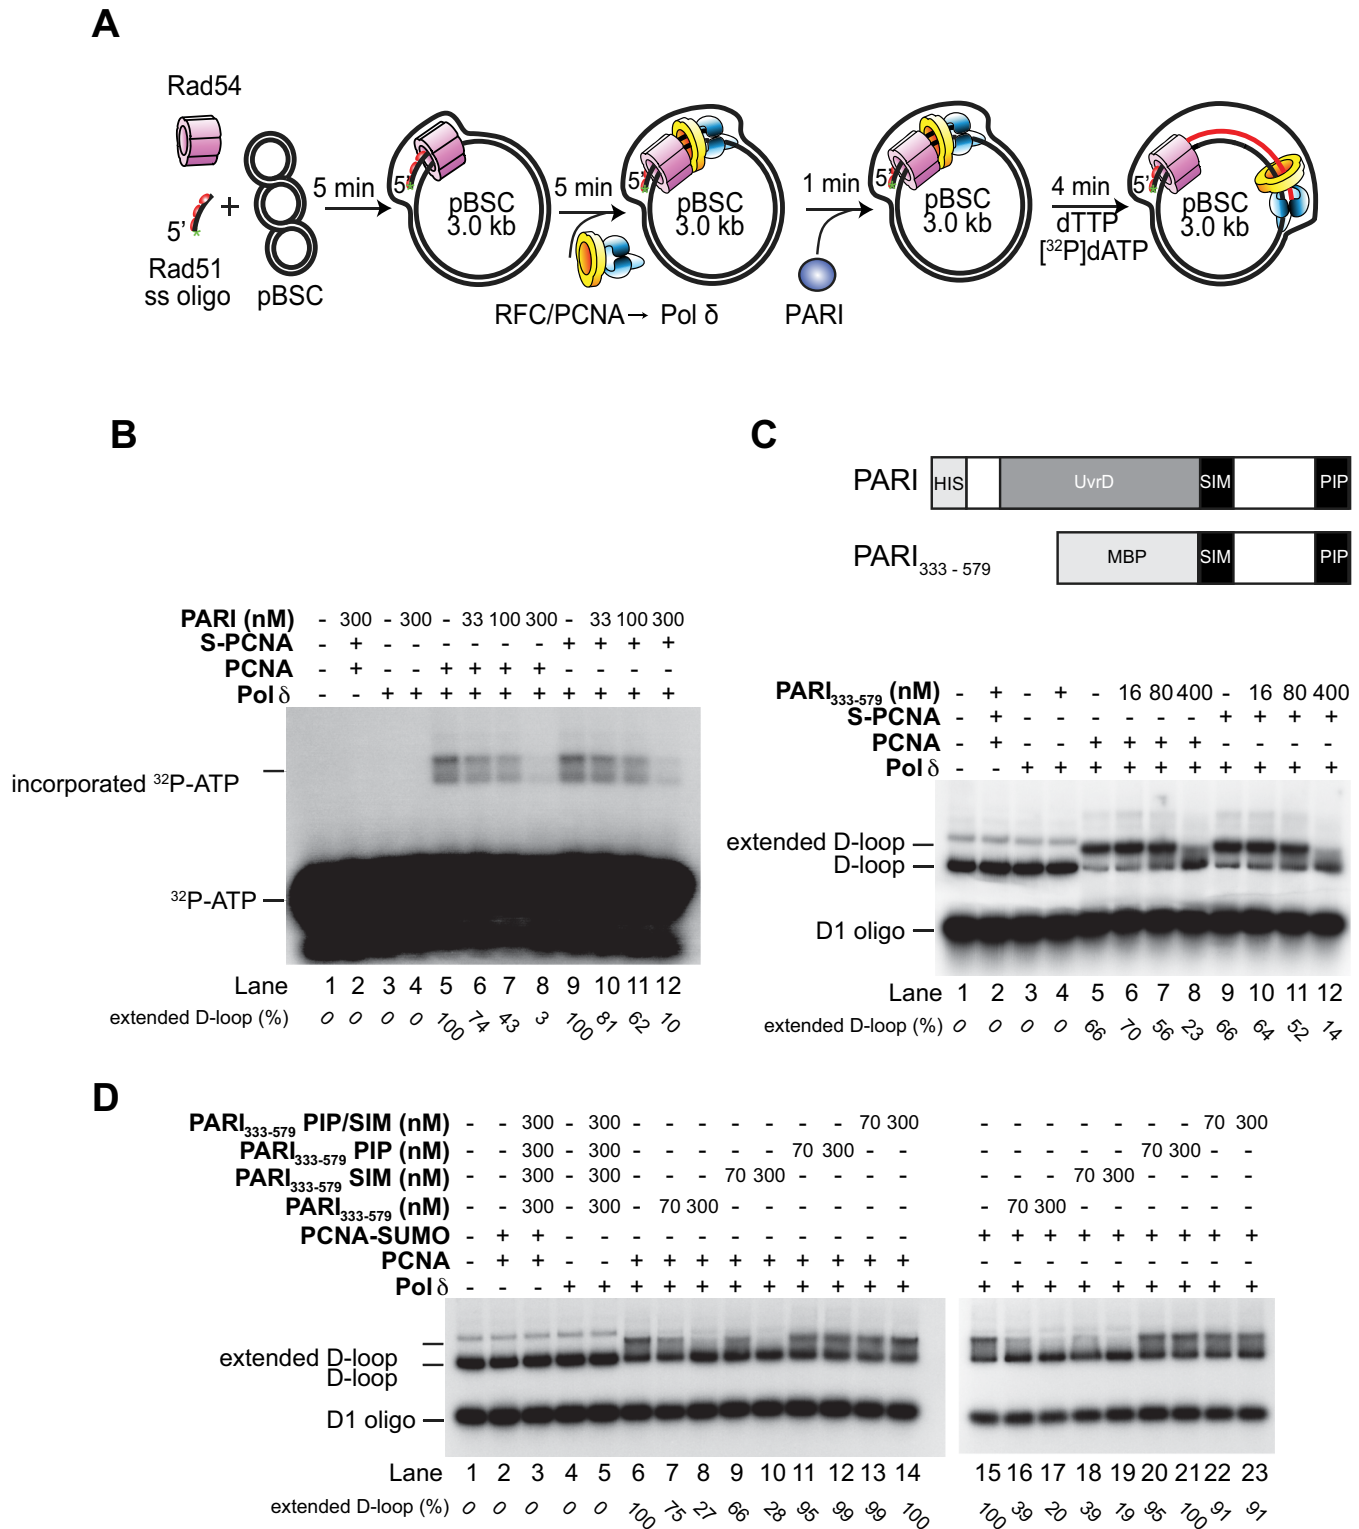 A
Rad54
5'
+
Rad51
ss oligo
pBSC
5 min
5'
pBSC
3.0 kb
5 min
RFC/PCNA→ Pol δ
5'
pBSC
3.0 kb
1 min
PARI
5'
pBSC
3.0 kb
4 min
dTTP
[³²P]dATP
5'
pBSC
3.0 kb
B
PARI (nM) - 300 - 300 - 33 100 300 - 33 100 300
S-PCNA - + - - - - - - + + + +
PCNA - + - - + + + + - - - -
Pol δ - - + + + + + + + + + +
incorporated ³²P-ATP
³²P-ATP
Lane 1 2 3 4 5 6 7 8 9 10 11 12
extended D-loop (%) 0 0 0 0 100 74 43 3 100 81 62 10
C
PARI HIS UvrD SIM PIP
PARI₃₃₃ - ₅₇₉ MBP SIM PIP
PARI₃₃₃₋₅₇₉ (nM) - + - + - 16 80 400 - 16 80 400
S-PCNA - + - - - - - - + + + +
PCNA - + - - + + + + - - - -
Pol δ - - + + + + + + + + + +
extended D-loop
D-loop
D1 oligo
Lane 1 2 3 4 5 6 7 8 9 10 11 12
extended D-loop (%) 0 0 0 0 66 70 56 23 66 64 52 14
D
PARI₃₃₃₋₅₇₉ PIP/SIM (nM) - - 300 - 300 - - - - - - - 70 300 - - - - - - - 70 300
PARI₃₃₃₋₅₇₉ PIP (nM) - - 300 - 300 - - - - - 70 300 - - - - - - - 70 300 - -
PARI₃₃₃₋₅₇₉ SIM (nM) - - 300 - 300 - - - 70 300 - - - - - - - 70 300 - - - -
PARI₃₃₃₋₅₇₉ (nM) - - 300 - 300 - 70 300 - - - - - - - 70 300 - - - - - -
PCNA-SUMO - + + - - - - - - - - - - - + + + + + + + + +
PCNA - + + - - + + + + + + + + + - - - - - - - - -
Pol δ - - - + + + + + + + + + + + + + + + + + + + +
extended D-loop
D-loop
D1 oligo
Lane 1 2 3 4 5 6 7 8 9 10 11 12 13 14 15 16 17 18 19 20 21 22 23
extended D-loop (%) 0 0 0 0 0 100 75 27 66 28 95 99 99 100 100 39 20 39 19 95 100 91 91